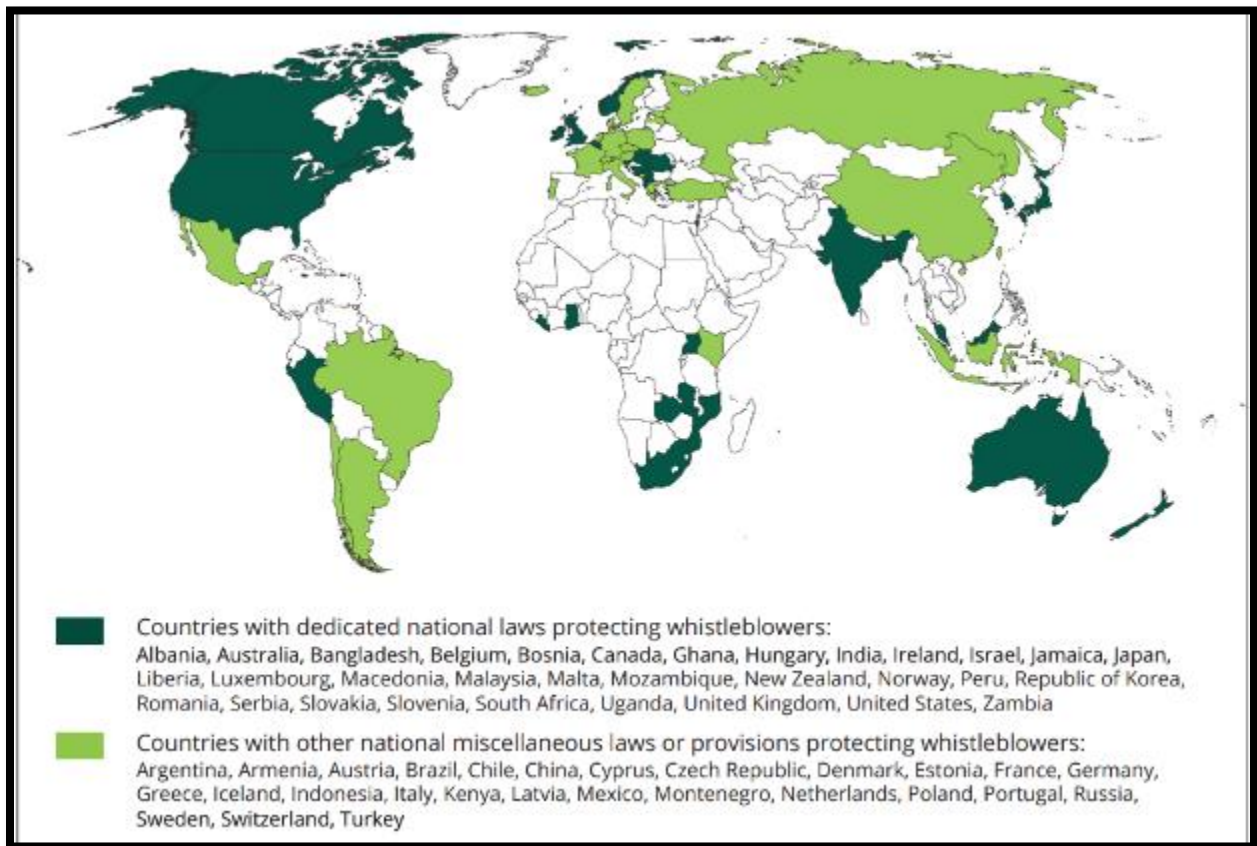 Countries with dedicated national laws protecting whistleblowers:
Albania, Australia, Bangladesh, Belgium, Bosnia, Canada, Ghana, Hungary, India, Ireland, Israel, Jamaica, Japan,
Liberia, Luxembourg, Macedonia, Malaysia, Malta, Mozambique, New Zealand, Norway, Peru, Republic of Korea,
Romania, Serbia, Slovakia, Slovenia, South Africa, Uganda, United Kingdom, United States, Zambia
Countries with other national miscellaneous laws or provisions protecting whistleblowers:
Argentina, Armenia, Austria, Brazil, Chile, China, Cyprus, Czech Republic, Denmark, Estonia, France, Germany,
Greece, Iceland, Indonesia, Italy, Kenya, Latvia, Mexico, Montenegro, Netherlands, Poland, Portugal, Russia,
Sweden, Switzerland, Turkey